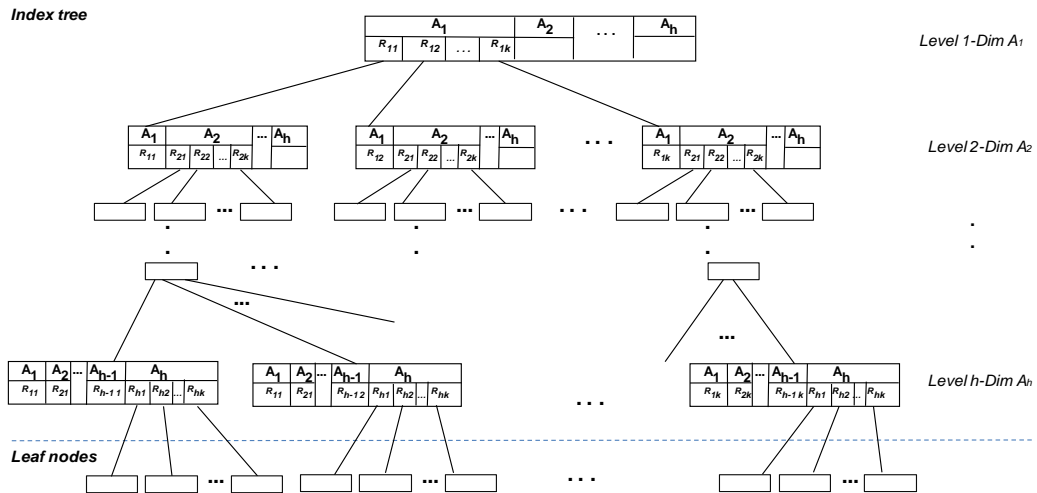 Index tree
A1 A2 ... Ah
R11 R12 ... R1k
Level 1-Dim A1
A1 A2 ... Ah
R11 R21 R22 ... R2k
A1 A2 ... Ah
R12 R21 R22 ... R2k
...
A1 A2 ... Ah
R1k R21 R22 ... R2k
Level 2-Dim A2
... ... ... ...
...
...
...
A1 A2 ... Ah-1 Ah
R11 R21 Rh-1 1 Rh1 Rh2 ... Rhk
A1 A2 ... Ah-1 Ah
R11 R21 Rh-1 2 Rh1 Rh2 ... Rhk
...
A1 A2 ... Ah-1 Ah
R1k R2k Rh-1 k Rh1 Rh2 ... Rhk
Level h-Dim Ah
Leaf nodes
... ... ... ...